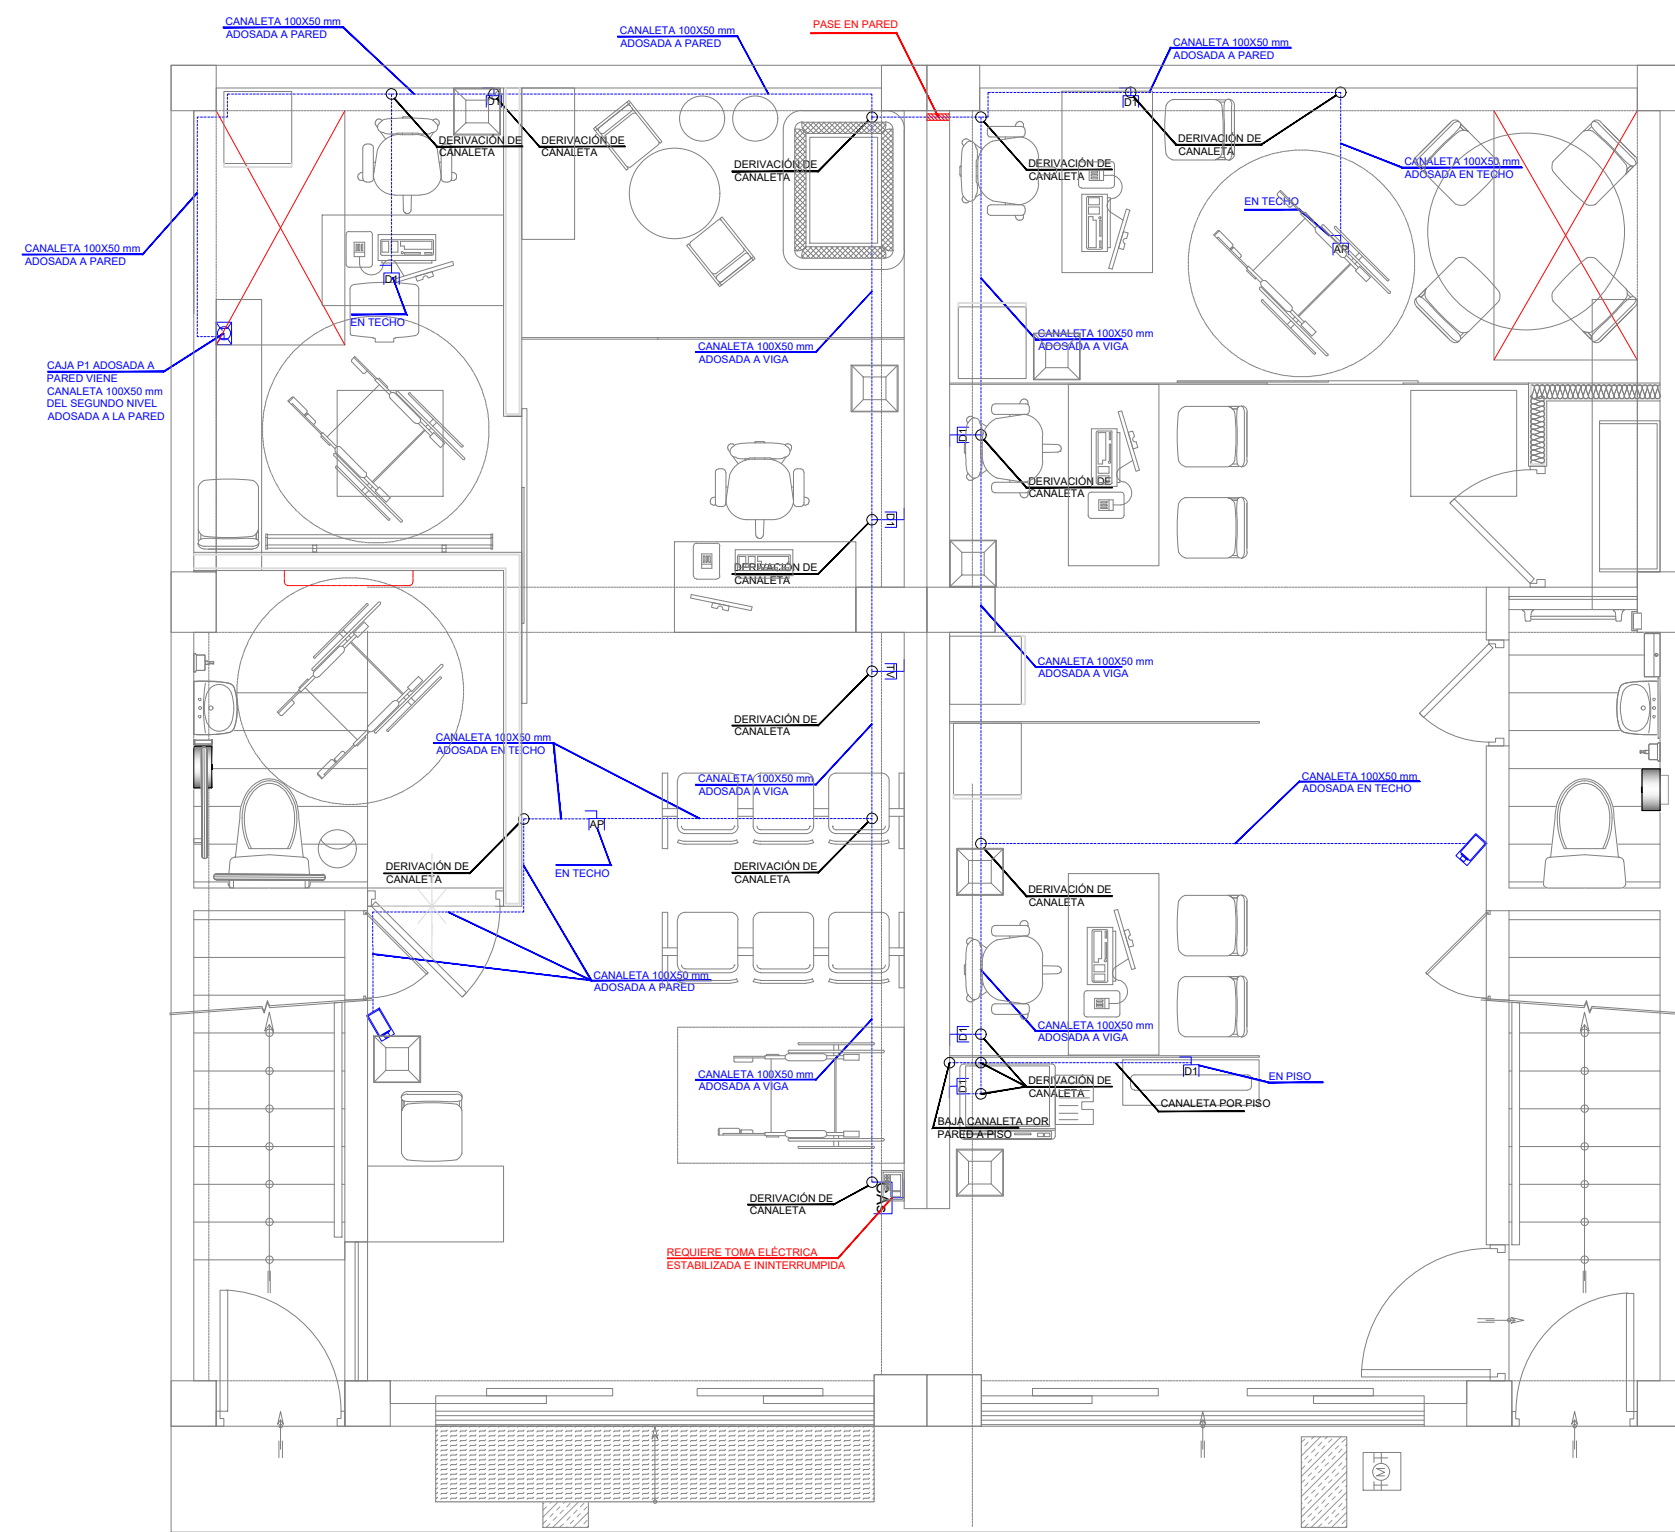 CANALETA 100X50 mm
ADOSADA A PARED
CANALETA 100X50 mm
ADOSADA A PARED
PASE EN PARED
CANALETA 100X50 mm
ADOSADA A PARED
D1
D1
DERIVACIÓN DE
CANALETA
DERIVACIÓN DE
CANALETA
DERIVACIÓN DE
CANALETA
DERIVACIÓN DE
CANALETA
DERIVACIÓN DE
CANALETA
CANALETA 100X50 mm
ADOSADA EN TECHO
EN TECHO
AP
CANALETA 100X50 mm
ADOSADA A PARED
D1
EN TECHO
CANALETA 100X50 mm
ADOSADA A VIGA
CANALETA 100X50 mm
ADOSADA A VIGA
CAJA P1 ADOSADA A
PARED VIENE
CANALETA 100X50 mm
DEL SEGUNDO NIVEL
ADOSADA A LA PARED
D1
DERIVACIÓN DE
CANALETA
D1
DERIVACIÓN DE
CANALETA
CANALETA 100X50 mm
ADOSADA A VIGA
TV
DERIVACIÓN DE
CANALETA
CANALETA 100X50 mm
ADOSADA EN TECHO
CANALETA 100X50 mm
ADOSADA A VIGA
CANALETA 100X50 mm
ADOSADA EN TECHO
AP
DERIVACIÓN DE
CANALETA
EN TECHO
DERIVACIÓN DE
CANALETA
DERIVACIÓN DE
CANALETA
CANALETA 100X50 mm
ADOSADA A PARED
CANALETA 100X50 mm
ADOSADA A VIGA
D1
CANALETA 100X50 mm
ADOSADA A VIGA
D1
EN PISO
D1
DERIVACIÓN DE
CANALETA
CANALETA POR PISO
BAJA CANALETA POR
PARED A PISO
DERIVACIÓN DE
CANALETA
CAS
REQUIERE TOMA ELÉCTRICA
ESTABILIZADA E ININTERRUMPIDA